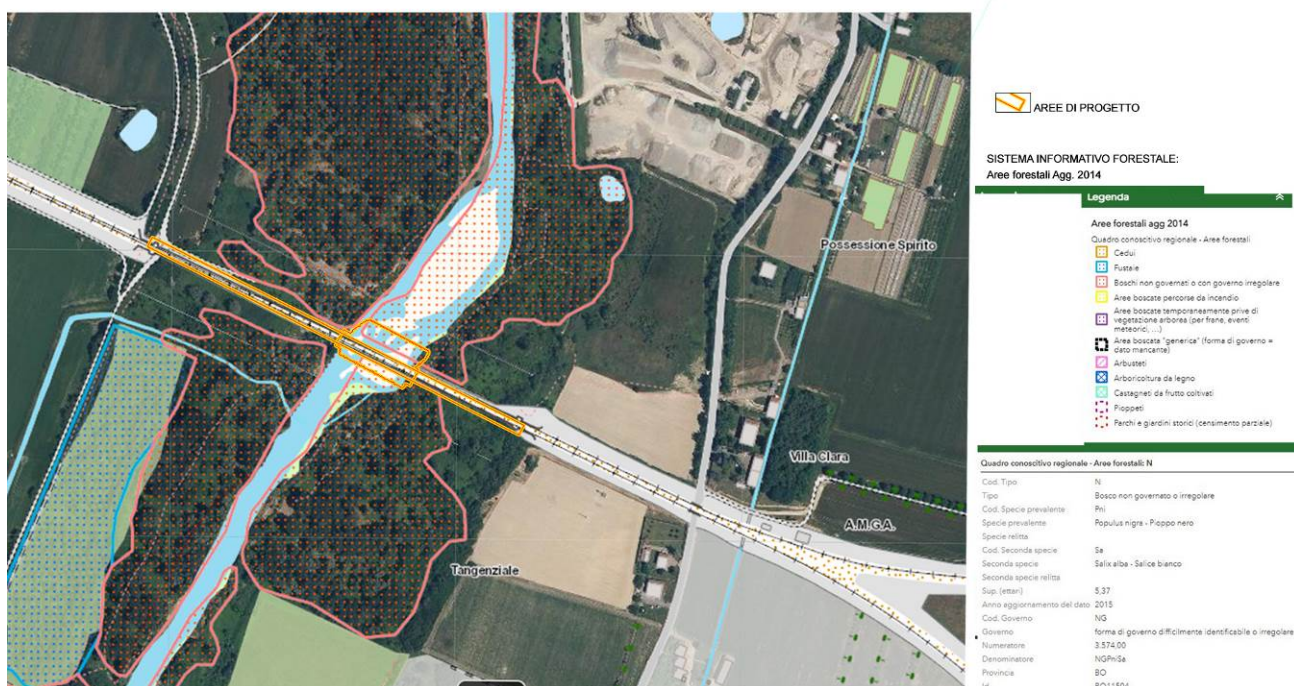 AREE DI PROGETTO
SISTEMA INFORMATIVO FORESTALE:
Aree forestali Agg. 2014
Legenda
Aree forestali agg 2014
Quadro conoscitivo regionale - Aree forestali
Cedui
Fustaie
Boschi non governati o con governo irregolare
Aree boscate percorse da incendio
Aree boscate temporaneamente prive di
vegetazione arborea (per frane, eventi
meteorici, ...)
Area boscata "generica" (forma di governo =
dato mancante)
Arbusteti
Arboricoltura da legno
Castagneti da frutto coltivati
Pioppeti
Parchi e giardini storici (censimento parziale)
Quadro conoscitivo regionale - Aree forestali: N
Cod. Tipo N
Tipo Bosco non governato o irregolare
Cod. Specie prevalente Pni
Specie prevalente Populus nigra - Pioppo nero
Specie relitta
Cod. Seconda specie Sa
Seconda specie Salix alba - Salice bianco
Seconda specie relitta
Sup. (ettari) 5,37
Anno aggiornamento del dato 2015
Cod. Governo NG
Governo forma di governo difficilmente identificabile o irregolare
Numeratore 3.574,00
Denominatore NGPniSa
Provincia BO
Possessione Spirito
Villa Clara
A.M.G.A.
Tangenziale